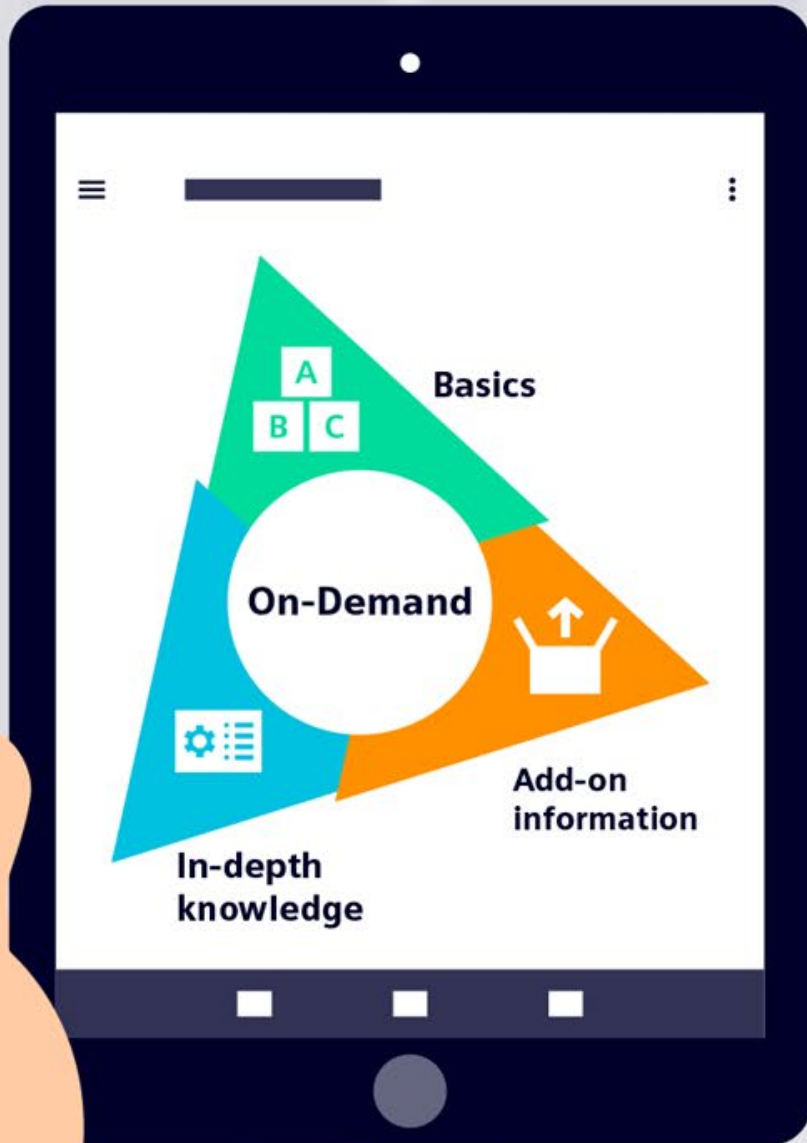 A
B C
Basics
On-Demand
Add-on
information
In-depth
knowledge